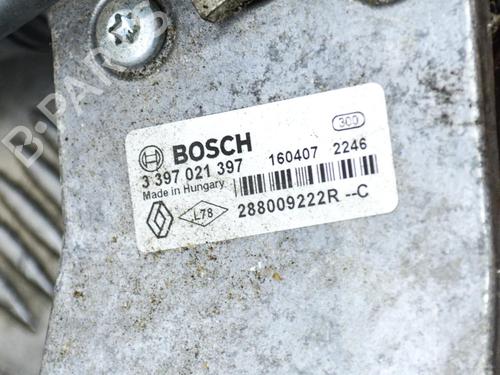 B-PARTS
300
BOSCH
3 397 021 397 160407 2246
Made in Hungary
L78 288009222R --C